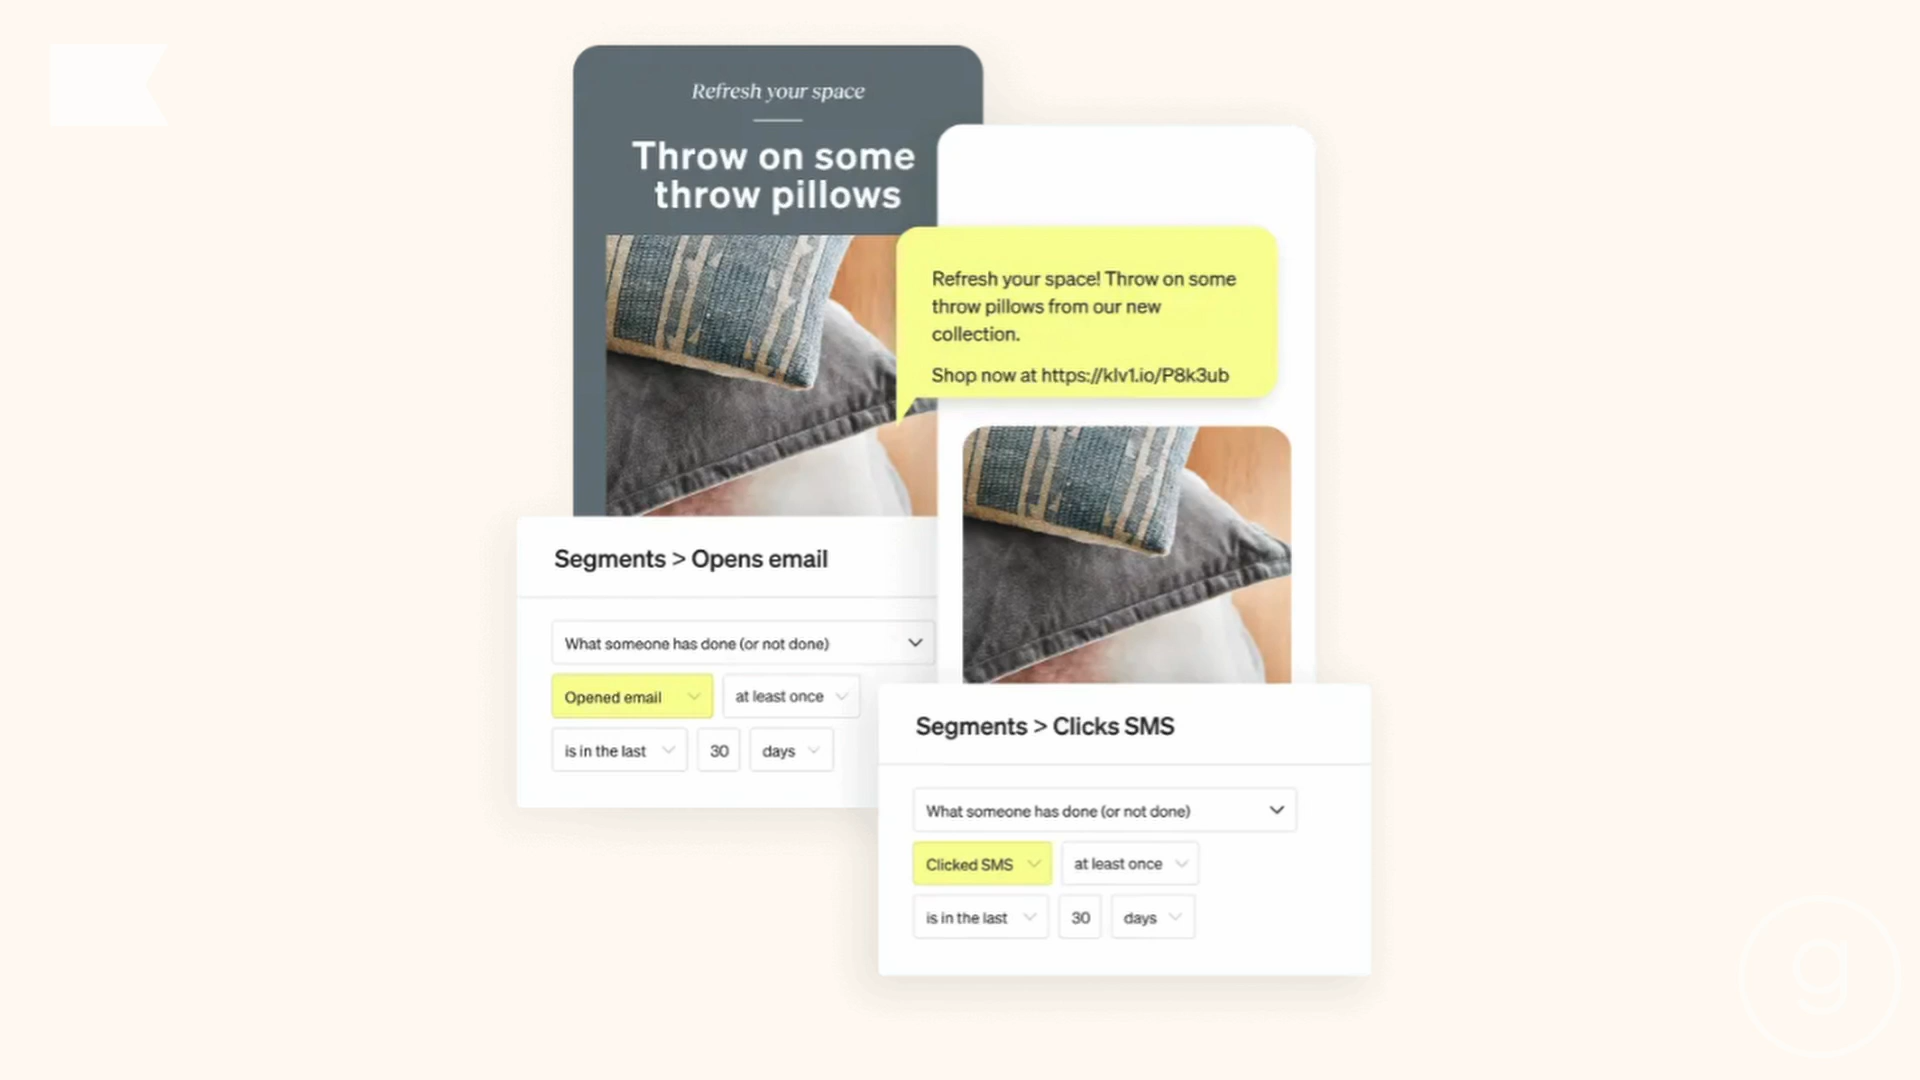 Refresh your space
Throw on some
throw pillows
Refresh your space! Throw on some
throw pillows from our new
collection.
Shop now at https://klv1.io/P8k3ub
Segments > Opens email
What someone has done (or not done)
Opened email at least once
is in the last 30 days
Segments > Clicks SMS
What someone has done (or not done)
Clicked SMS at least once
is in the last 30 days
g